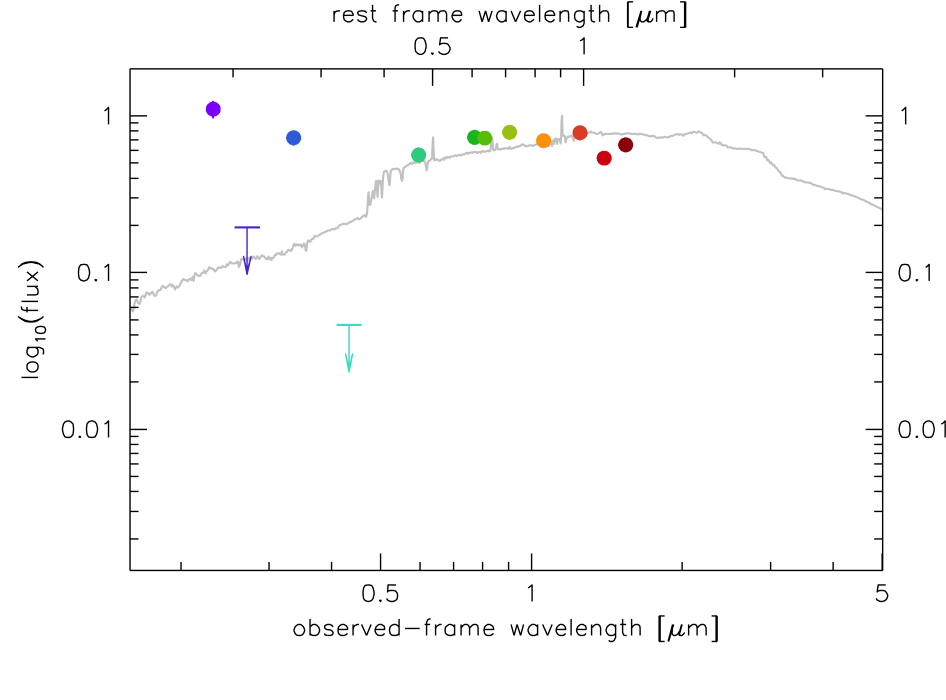 rest frame wavelength [μm]
0.5 1
1 1
0.1 0.1
0.01 0.01
log10(flux)
0.5 1 5
observed-frame wavelength [μm]